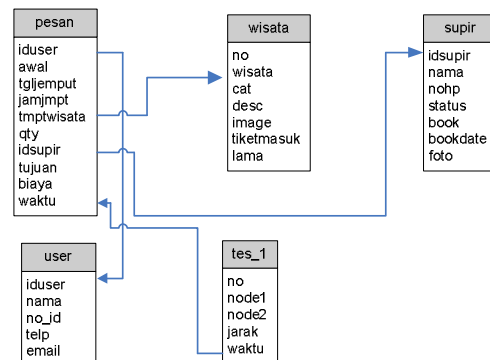 pesan
iduser
awal
tgljemput
jamjmpt
tmptwisata
qty
idsupir
tujuan
biaya
waktu
wisata
no
wisata
cat
desc
image
tiketmasuk
lama
supir
idsupir
nama
nohp
status
book
bookdate
foto
user
iduser
nama
no_id
telp
email
tes_1
no
node1
node2
jarak
waktu